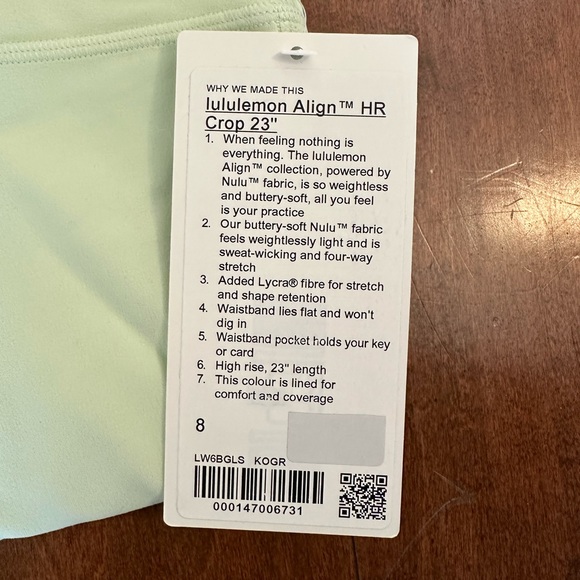 WHY WE MADE THIS
lululemon Align™ HR
Crop 23"
1. When feeling nothing is
everything. The lululemon
Align™ collection, powered by
Nulu™ fabric, is so weightless
and buttery-soft, all you feel
is your practice
2. Our buttery-soft Nulu™ fabric
feels weightlessly light and is
sweat-wicking and four-way
stretch
3. Added Lycra® fibre for stretch
and shape retention
4. Waistband lies flat and won't
dig in
5. Waistband pocket holds your key
or card
6. High rise, 23" length
7. This colour is lined for
comfort and coverage
8
LW6BGLS KOGR
000147006731